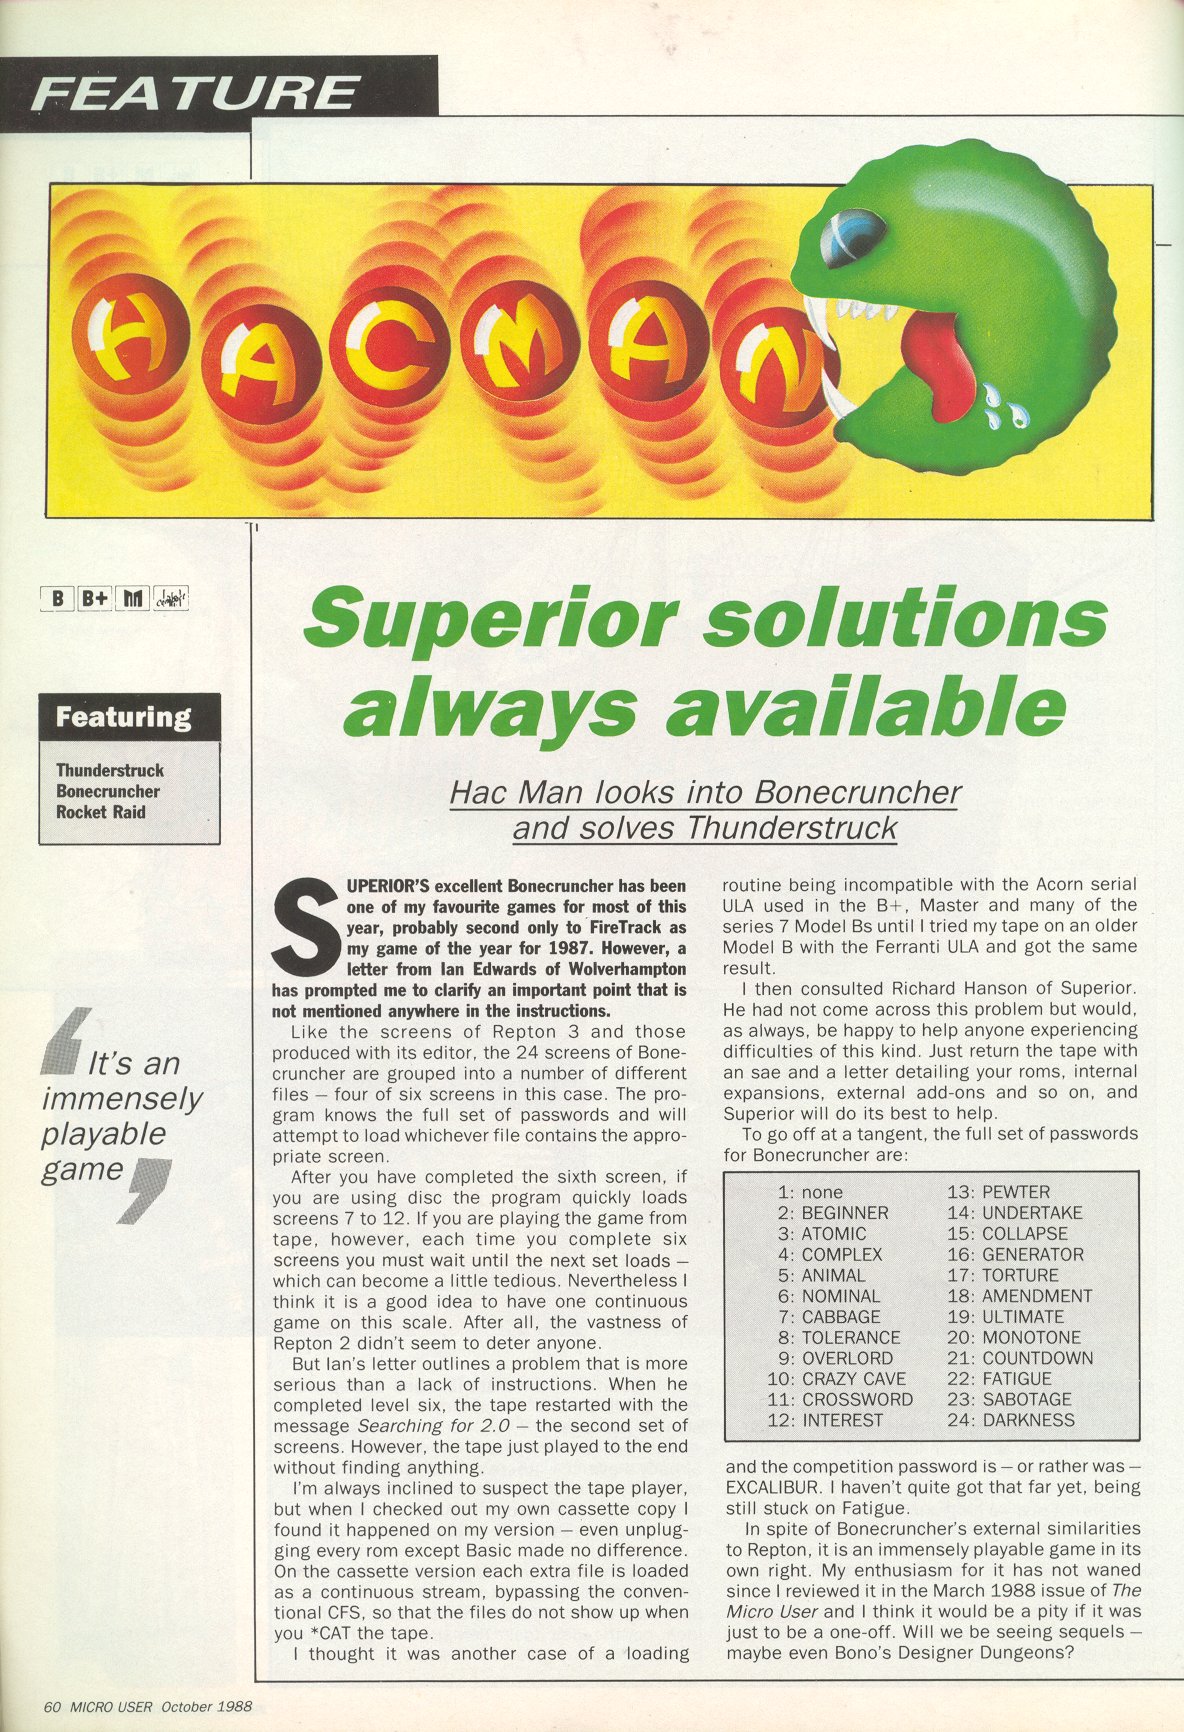 FEATURE
HACMAN
B B+ M
Superior solutions
always available
Hac Man looks into Bonecruncher
and solves Thunderstruck
Featuring
Thunderstruck
Bonecruncher
Rocket Raid
‘It's an
immensely
playable
game’
SUPERIOR'S excellent Bonecruncher has been
one of my favourite games for most of this
year, probably second only to FireTrack as
my game of the year for 1987. However, a
letter from Ian Edwards of Wolverhampton
has prompted me to clarify an important point that is
not mentioned anywhere in the instructions.
Like the screens of Repton 3 and those
produced with its editor, the 24 screens of Bone-
cruncher are grouped into a number of different
files – four of six screens in this case. The pro-
gram knows the full set of passwords and will
attempt to load whichever file contains the appro-
priate screen.
After you have completed the sixth screen, if
you are using disc the program quickly loads
screens 7 to 12. If you are playing the game from
tape, however, each time you complete six
screens you must wait until the next set loads –
which can become a little tedious. Nevertheless I
think it is a good idea to have one continuous
game on this scale. After all, the vastness of
Repton 2 didn't seem to deter anyone.
But Ian's letter outlines a problem that is more
serious than a lack of instructions. When he
completed level six, the tape restarted with the
message Searching for 2.0 – the second set of
screens. However, the tape just played to the end
without finding anything.
I'm always inclined to suspect the tape player,
but when I checked out my own cassette copy I
found it happened on my version – even unplug-
ging every rom except Basic made no difference.
On the cassette version each extra file is loaded
as a continuous stream, bypassing the conven-
tional CFS, so that the files do not show up when
you *CAT the tape.
I thought it was another case of a loading
routine being incompatible with the Acorn serial
ULA used in the B+, Master and many of the
series 7 Model Bs until I tried my tape on an older
Model B with the Ferranti ULA and got the same
result.
I then consulted Richard Hanson of Superior.
He had not come across this problem but would,
as always, be happy to help anyone experiencing
difficulties of this kind. Just return the tape with
an sae and a letter detailing your roms, internal
expansions, external add-ons and so on, and
Superior will do its best to help.
To go off at a tangent, the full set of passwords
for Bonecruncher are:
1: none
2: BEGINNER
3: ATOMIC
4: COMPLEX
5: ANIMAL
6: NOMINAL
7: CABBAGE
8: TOLERANCE
9: OVERLORD
10: CRAZY CAVE
11: CROSSWORD
12: INTEREST
13: PEWTER
14: UNDERTAKE
15: COLLAPSE
16: GENERATOR
17: TORTURE
18: AMENDMENT
19: ULTIMATE
20: MONOTONE
21: COUNTDOWN
22: FATIGUE
23: SABOTAGE
24: DARKNESS
and the competition password is – or rather was –
EXCALIBUR. I haven't quite got that far yet, being
still stuck on Fatigue.
In spite of Bonecruncher's external similarities
to Repton, it is an immensely playable game in its
own right. My enthusiasm for it has not waned
since I reviewed it in the March 1988 issue of The
Micro User and I think it would be a pity if it was
just to be a one-off. Will we be seeing sequels –
maybe even Bono's Designer Dungeons?
60 MICRO USER October 1988